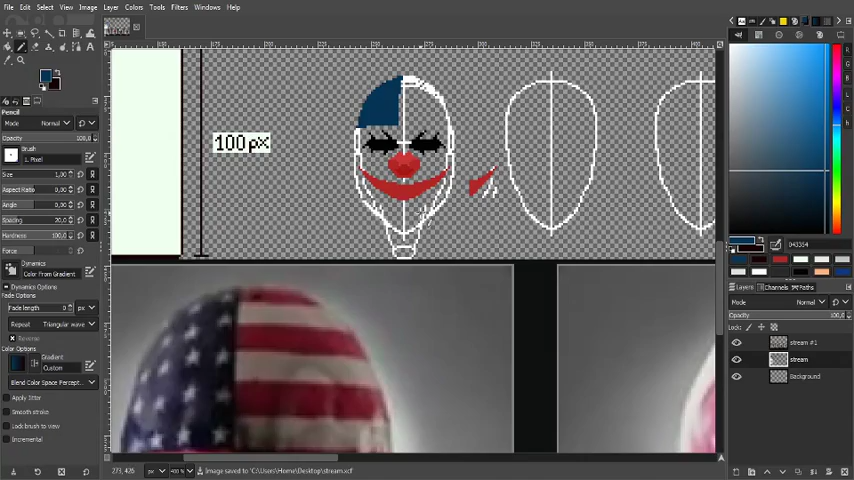 File Edit Select View Image Layer Colors Tools Filters Windows Help
Pencil
Mode Normal
Opacity 100,0
Brush
1. Pixel
Size 1,00
Aspect Ratio 0,00
Angle 0,00
Spacing 20,0
Hardness 100,0
Force
Dynamics
Color From Gradient
Dynamics Options
Fade Options
Fade length 0 px
Repeat Triangular wave
Reverse
Color Options
Gradient
Custom
Blend Color Space Percept...
Apply Jitter
Smooth stroke
Lock brush to view
Incremental
100 px
273, 426 px 400 % Image saved to 'C:\Users\Home\Desktop\stream.xcf'
R
G
B
L
C
h
043354
Layers Channels Paths
Mode Normal
Opacity 100,0
Lock:
stream #1
stream
Background